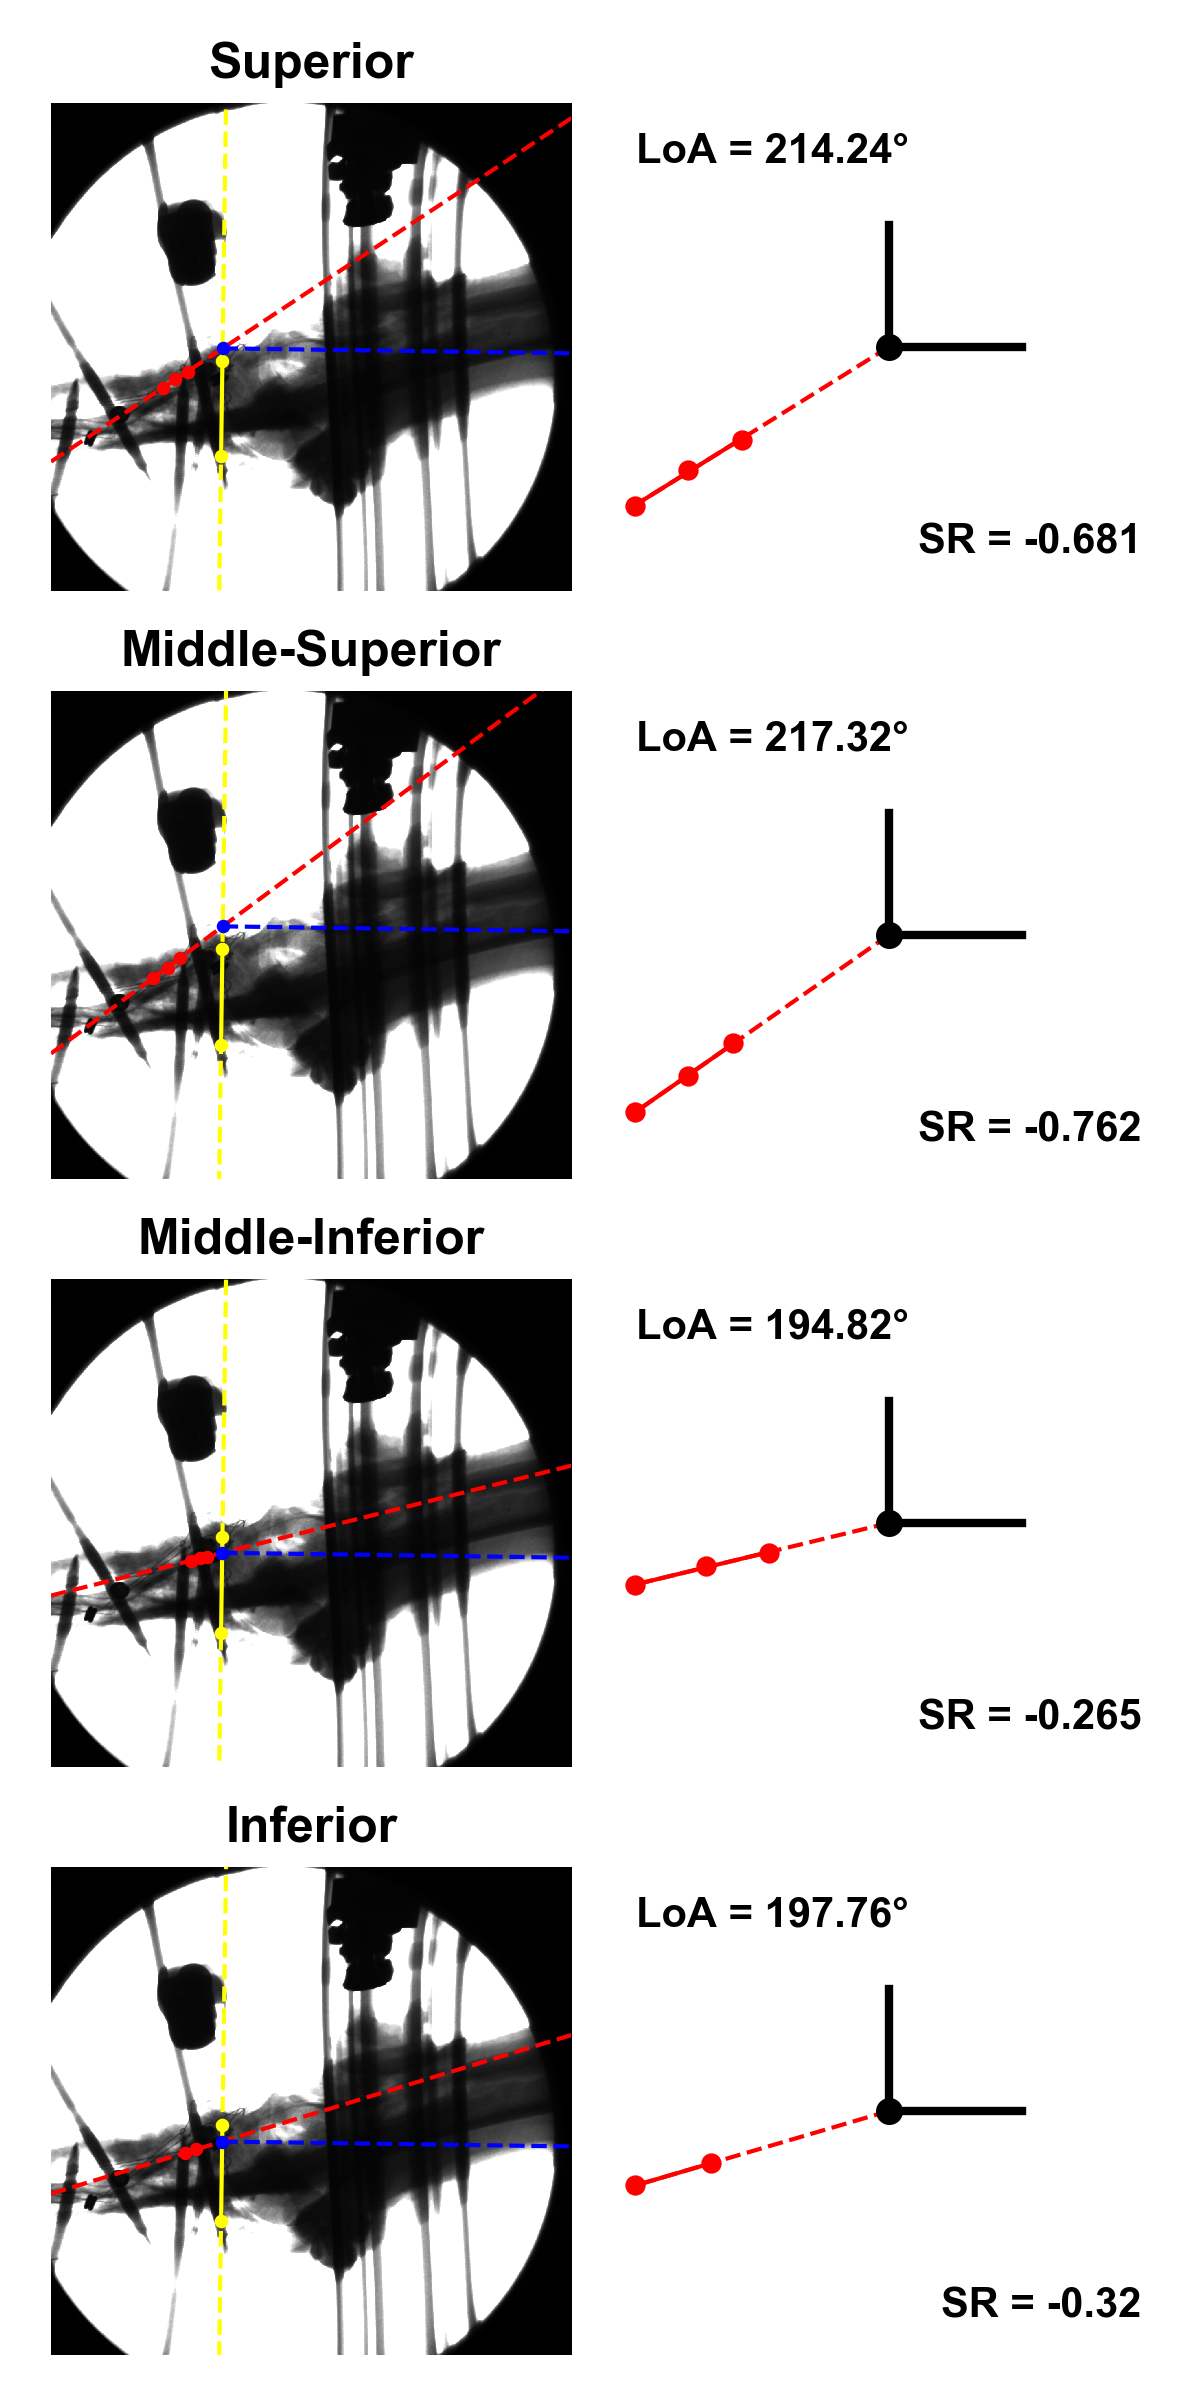 Superior
LoA = 214.24°
SR = -0.681
Middle-Superior
LoA = 217.32°
SR = -0.762
Middle-Inferior
LoA = 194.82°
SR = -0.265
Inferior
LoA = 197.76°
SR = -0.32